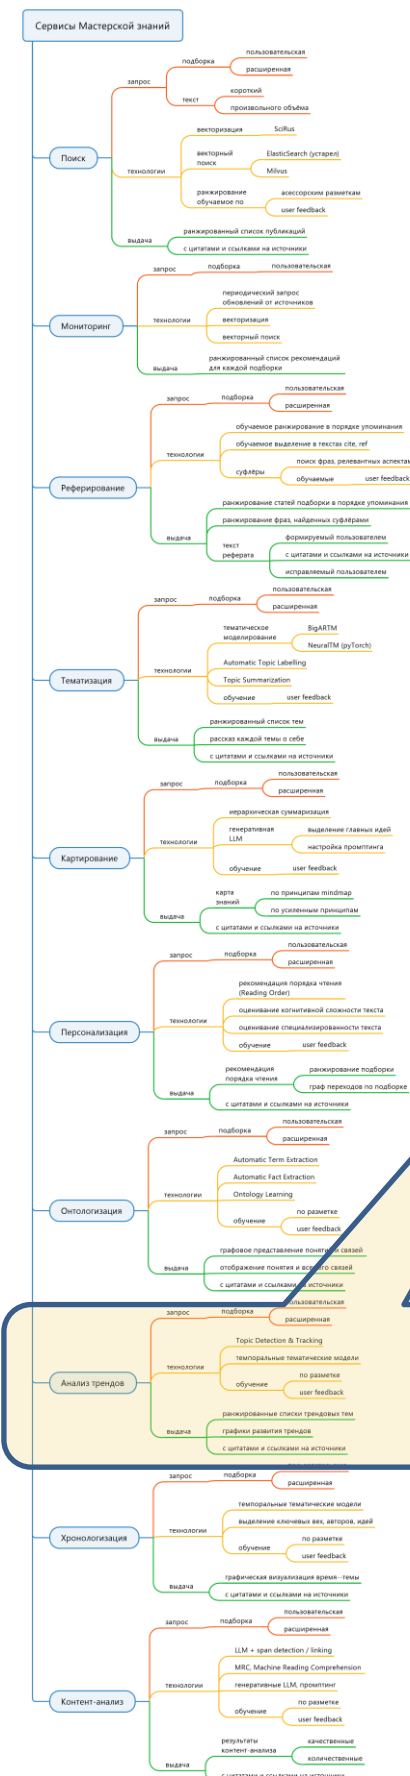 Сервисы Мастерской знаний
Поиск
запрос
подборка
пользовательская
расширенная
текст
короткий
произвольного объёма
технологии
векторизация
SciRus
векторный
поиск
ElasticSearch (устарел)
Milvus
ранжирование
обучаемое по
асессорским разметкам
user feedback
выдача
ранжированный список публикаций
с цитатами и ссылками на источники
Мониторинг
запрос
подборка
пользовательская
технологии
периодический запрос
обновлений от источников
векторизация
векторный поиск
выдача
ранжированный список рекомендаций
для каждой подборки
Реферирование
запрос
подборка
пользовательская
расширенная
технологии
обучаемое ранжирование в порядке упоминания
обучаемое выделение в текстах cite, ref
суфлёры
поиск фраз, релевантных аспектам
обучаемые
user feedback
выдача
ранжирование статей подборки в порядке упоминания
ранжирование фраз, найденных суфлёрами
текст
реферата
формируемый пользователем
с цитатами и ссылками на источники
исправляемый пользователем
Тематизация
запрос
подборка
пользовательская
расширенная
технологии
тематическое
моделирование
BigARTM
NeuralTM (pyTorch)
Automatic Topic Labelling
Topic Summarization
обучение
user feedback
выдача
ранжированный список тем
рассказ каждой темы о себе
с цитатами и ссылками на источники
Картирование
запрос
подборка
пользовательская
расширенная
технологии
иерархическая суммаризация
генеративная
LLM
выделение главных идей
настройка промптинга
обучение
user feedback
выдача
карта
знаний
по принципам mindmap
по усиленным принципам
с цитатами и ссылками на источники
Персонализация
запрос
подборка
пользовательская
расширенная
технологии
рекомендация порядка чтения
(Reading Order)
оценивание когнитивной сложности текста
оценивание специализированности текста
обучение
user feedback
выдача
рекомендация
порядка чтения
ранжирование подборки
граф переходов по подборке
с цитатами и ссылками на источники
Онтологизация
запрос
подборка
пользовательская
расширенная
технологии
Automatic Term Extraction
Automatic Fact Extraction
Ontology Learning
обучение
по разметке
user feedback
выдача
графовое представление понятий и связей
отображение понятия и всех его связей
с цитатами и ссылками на источники
Анализ трендов
запрос
подборка
пользовательская
расширенная
технологии
Topic Detection & Tracking
темпоральные тематические модели
обучение
по разметке
user feedback
выдача
ранжированные списки трендовых тем
графики развития трендов
с цитатами и ссылками на источники
Хронологизация
запрос
подборка
расширенная
технологии
темпоральные тематические модели
выделение ключевых вех, авторов, идей
обучение
по разметке
user feedback
выдача
графическая визуализация время--темы
с цитатами и ссылками на источники
Контент-анализ
запрос
подборка
пользовательская
расширенная
технологии
LLM + span detection / linking
MRC, Machine Reading Comprehension
генеративные LLM, промптинг
обучение
по разметке
user feedback
выдача
результаты
контент-анализа
качественные
количественные
с цитатами и ссылками на источники